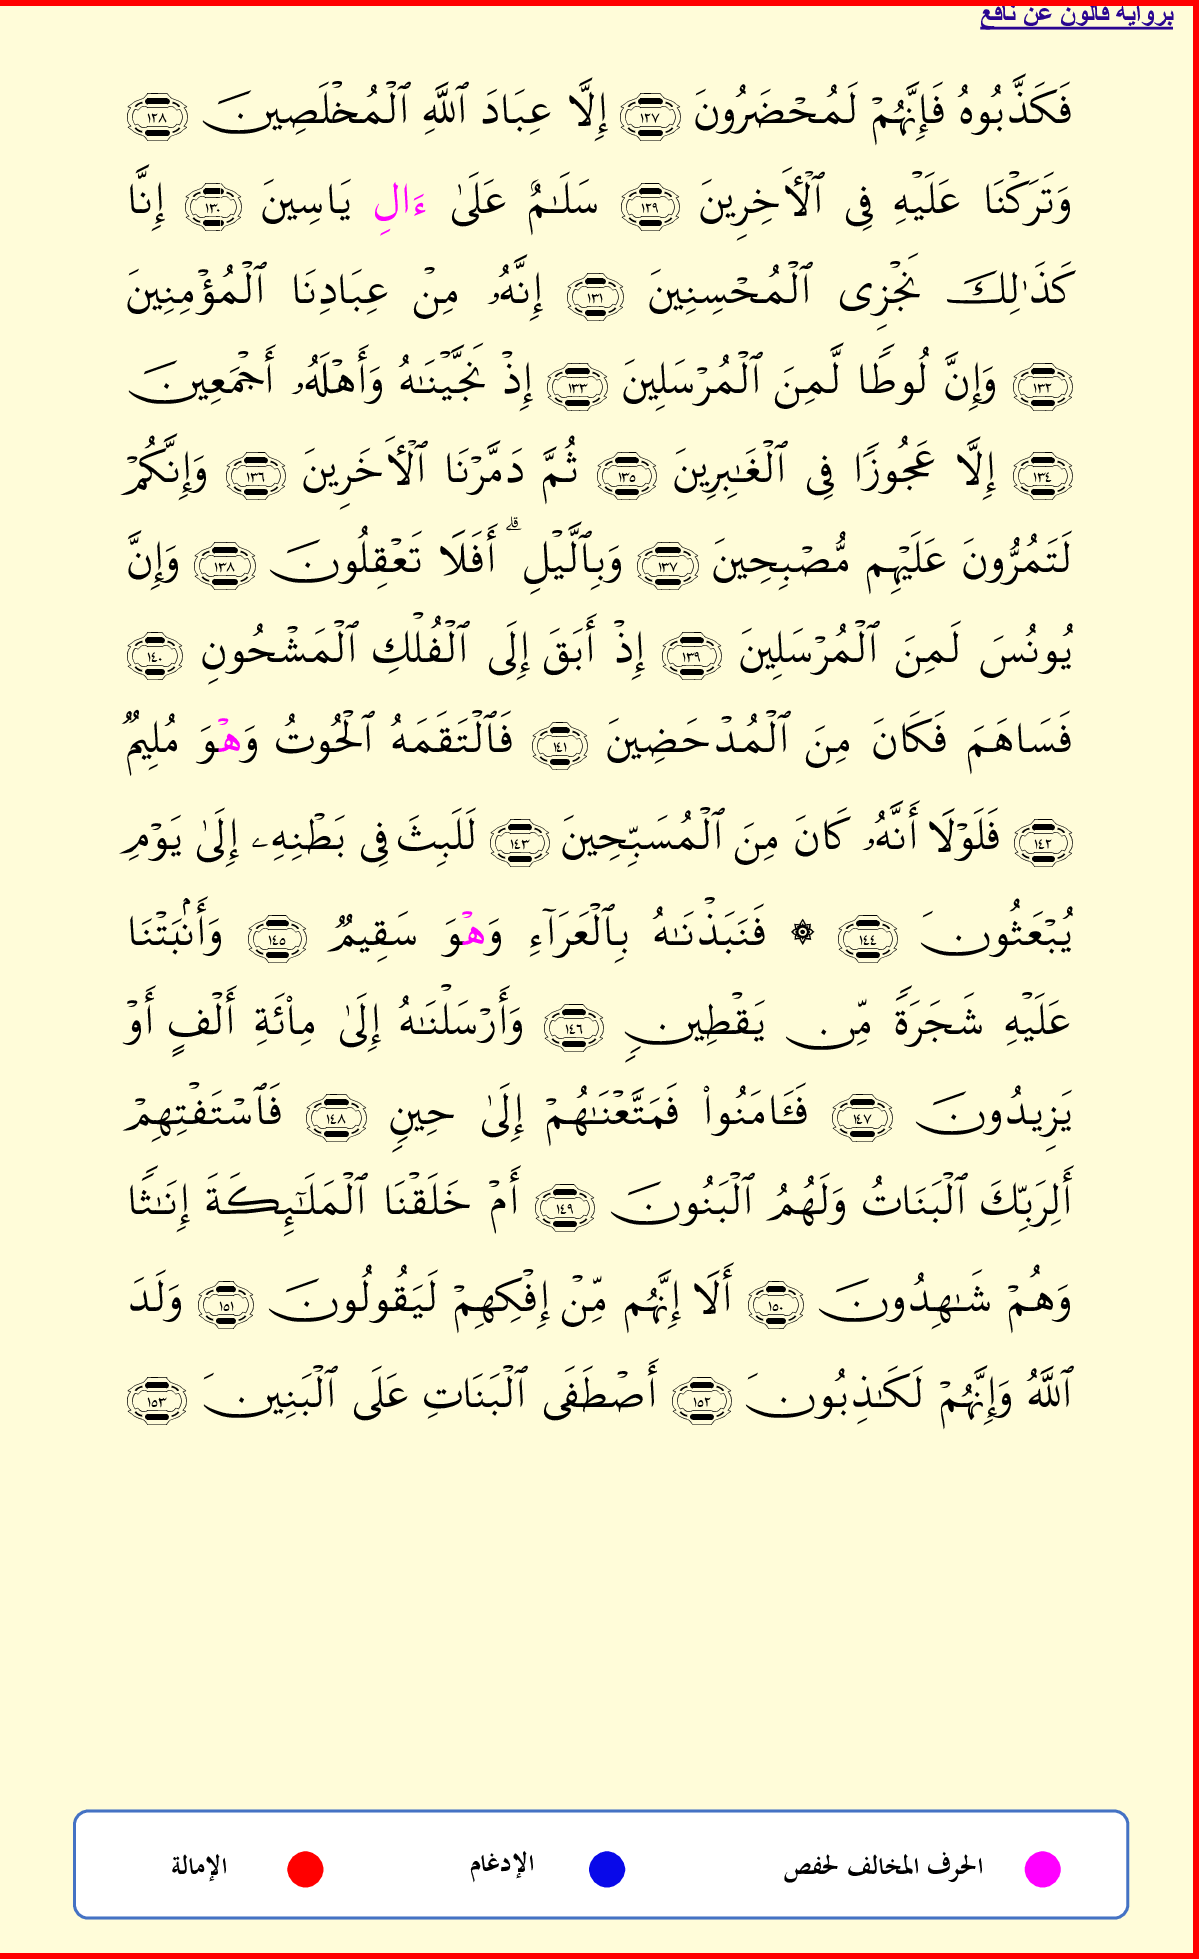 برواية قالون عن نافع
فَكَذَّبُوهُ فَإِنَّهُمْ لَمُحْضَرُونَ ١٢٧ إِلَّا عِبَادَ ٱللَّهِ ٱلْمُخْلَصِينَ ١٢٨
وَتَرَكْنَا عَلَيْهِ فِى ٱلْأَخِرِينَ ١٢٩ سَلَـٰمٌ عَلَىٰ ءَالِ يَاسِينَ ١٣٠ إِنَّا
كَذَٰلِكَ نَجْزِى ٱلْمُحْسِنِينَ ١٣١ إِنَّهُۥ مِنْ عِبَادِنَا ٱلْمُؤْمِنِينَ
١٣٢ وَإِنَّ لُوطًا لَّمِنَ ٱلْمُرْسَلِينَ ١٣٣ إِذْ نَجَّيْنَـٰهُ وَأَهْلَهُۥ أَجْمَعِينَ
١٣٤ إِلَّا عَجُوزًا فِى ٱلْغَـٰبِرِينَ ١٣٥ ثُمَّ دَمَّرْنَا ٱلْأَخَرِينَ ١٣٦ وَإِنَّكُمْ
لَتَمُرُّونَ عَلَيْهِم مُّصْبِحِينَ ١٣٧ وَبِٱلَّيْلِ ۗ أَفَلَا تَعْقِلُونَ ١٣٨ وَإِنَّ
يُونُسَ لَمِنَ ٱلْمُرْسَلِينَ ١٣٩ إِذْ أَبَقَ إِلَى ٱلْفُلْكِ ٱلْمَشْحُونِ ١٤٠
فَسَاهَمَ فَكَانَ مِنَ ٱلْمُدْحَضِينَ ١٤١ فَٱلْتَقَمَهُ ٱلْحُوتُ وَهْوَ مُلِيمٌ
١٤٢ فَلَوْلَا أَنَّهُۥ كَانَ مِنَ ٱلْمُسَبِّحِينَ ١٤٣ لَلَبِثَ فِى بَطْنِهِۦ إِلَىٰ يَوْمِ
يُبْعَثُونَ ١٤٤ ۞ فَنَبَذْنَـٰهُ بِٱلْعَرَآءِ وَهْوَ سَقِيمٌ ١٤٥ وَأَنۢبَتْنَا
عَلَيْهِ شَجَرَةً مِّن يَقْطِينٍ ١٤٦ وَأَرْسَلْنَـٰهُ إِلَىٰ مِا۟ئَةِ أَلْفٍ أَوْ
يَزِيدُونَ ١٤٧ فَـَٔامَنُوا۟ فَمَتَّعْنَـٰهُمْ إِلَىٰ حِينٍ ١٤٨ فَٱسْتَفْتِهِمْ
أَلِرَبِّكَ ٱلْبَنَاتُ وَلَهُمُ ٱلْبَنُونَ ١٤٩ أَمْ خَلَقْنَا ٱلْمَلَـٰٓئِكَةَ إِنَـٰثًا
وَهُمْ شَـٰهِدُونَ ١٥٠ أَلَا إِنَّهُم مِّنْ إِفْكِهِمْ لَيَقُولُونَ ١٥١ وَلَدَ
ٱللَّهُ وَإِنَّهُمْ لَكَـٰذِبُونَ ١٥٢ أَصْطَفَى ٱلْبَنَاتِ عَلَى ٱلْبَنِينَ ١٥٣
الحرف المخالف لحفص الإدغام الإمالة